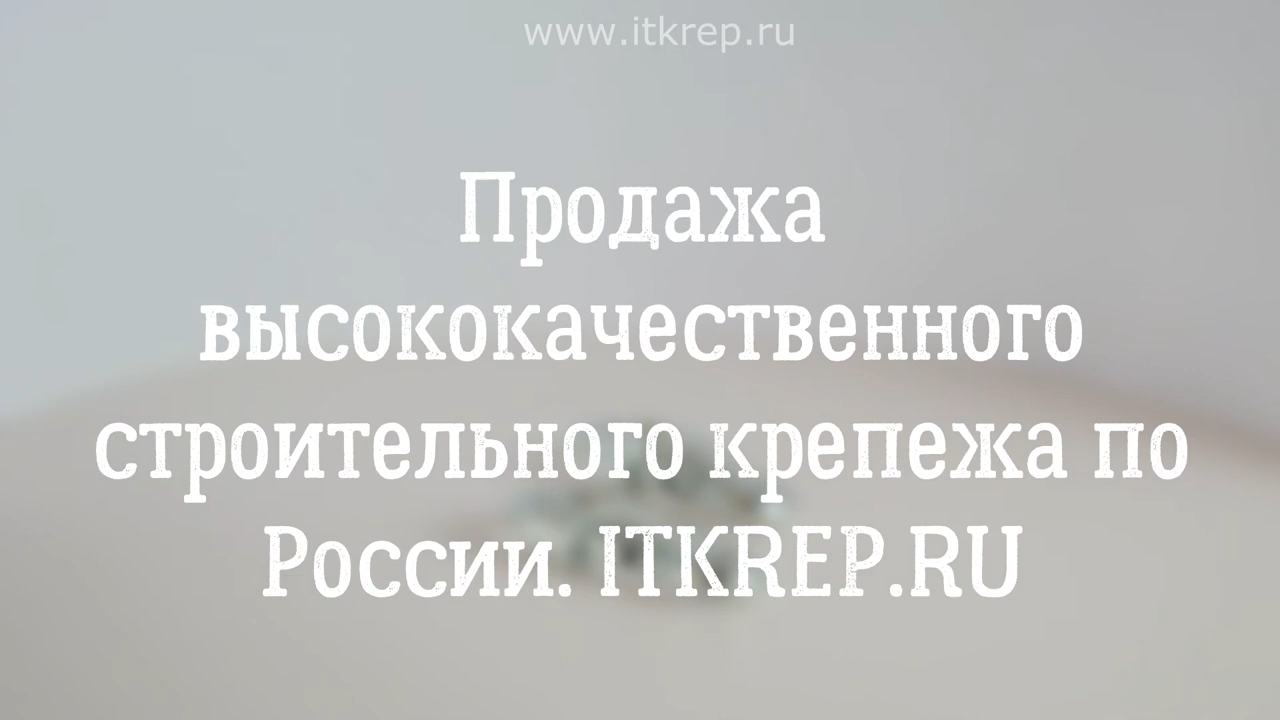 www.itkrep.ru
Продажа
высококачественного
строительного крепежа по
России. ITKREP.RU